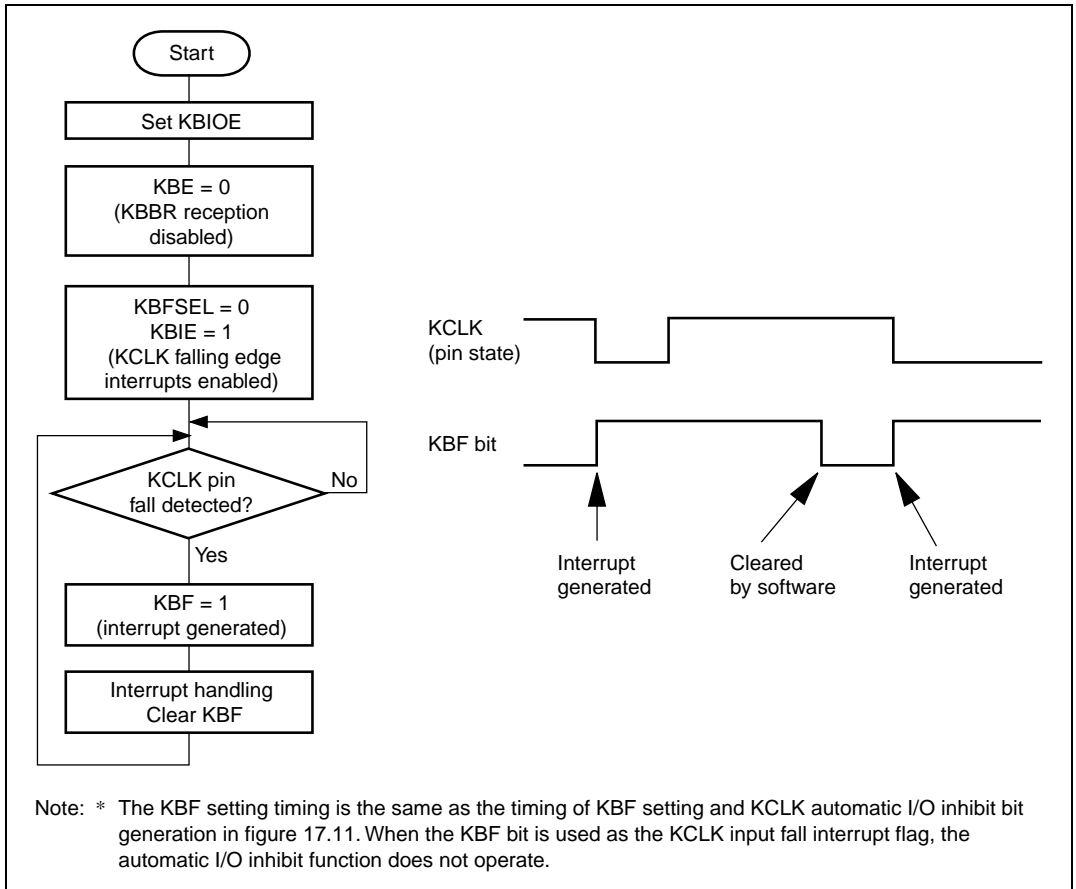 Start
Set KBIOE
KBE = 0
(KBBR reception
disabled)
KBFSEL = 0
KBIE = 1
(KCLK falling edge
interrupts enabled)
KCLK pin
fall detected?
No
Yes
KBF = 1
(interrupt generated)
Interrupt handling
Clear KBF
KCLK
(pin state)
KBF bit
Interrupt
generated
Cleared
by software
Interrupt
generated
Note: * The KBF setting timing is the same as the timing of KBF setting and KCLK automatic I/O inhibit bit
generation in figure 17.11. When the KBF bit is used as the KCLK input fall interrupt flag, the
automatic I/O inhibit function does not operate.